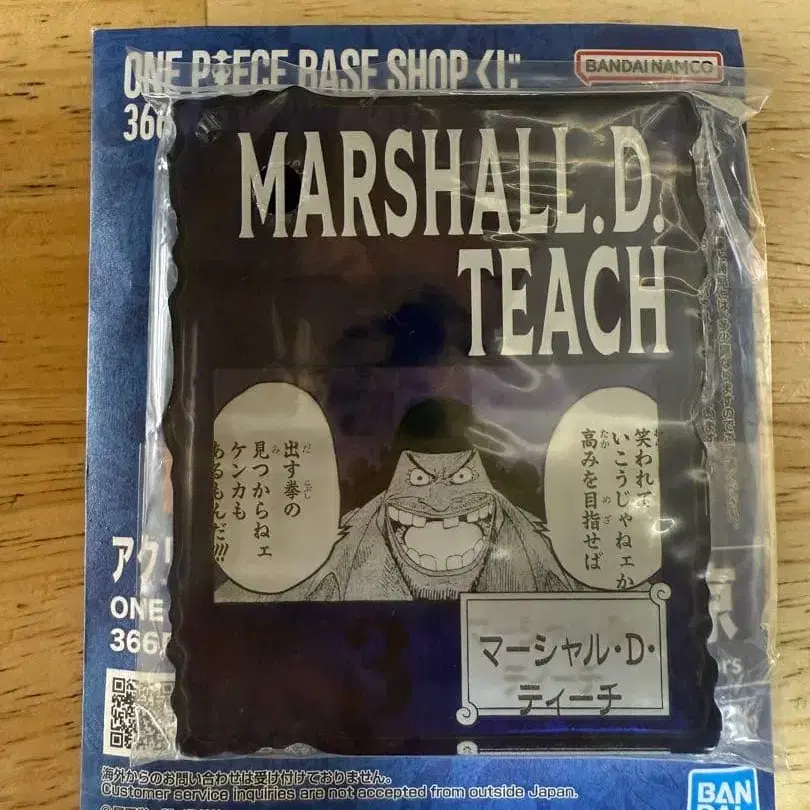 ONE PIECE BASE SHOP くじ
BANDAI NAMCO
366
MARSHALL.D.
TEACH
笑われて
いこうじゃねェか
高みを目指せば
出す拳の
見つからねェ
ケンカも
あるもんだ!!!
アク
ONE
366
3
マーシャル・D・
ティーチ
海外からのお問い合わせは受け付けておりません。
Customer service inquiries are not accepted from outside Japan.
BAN